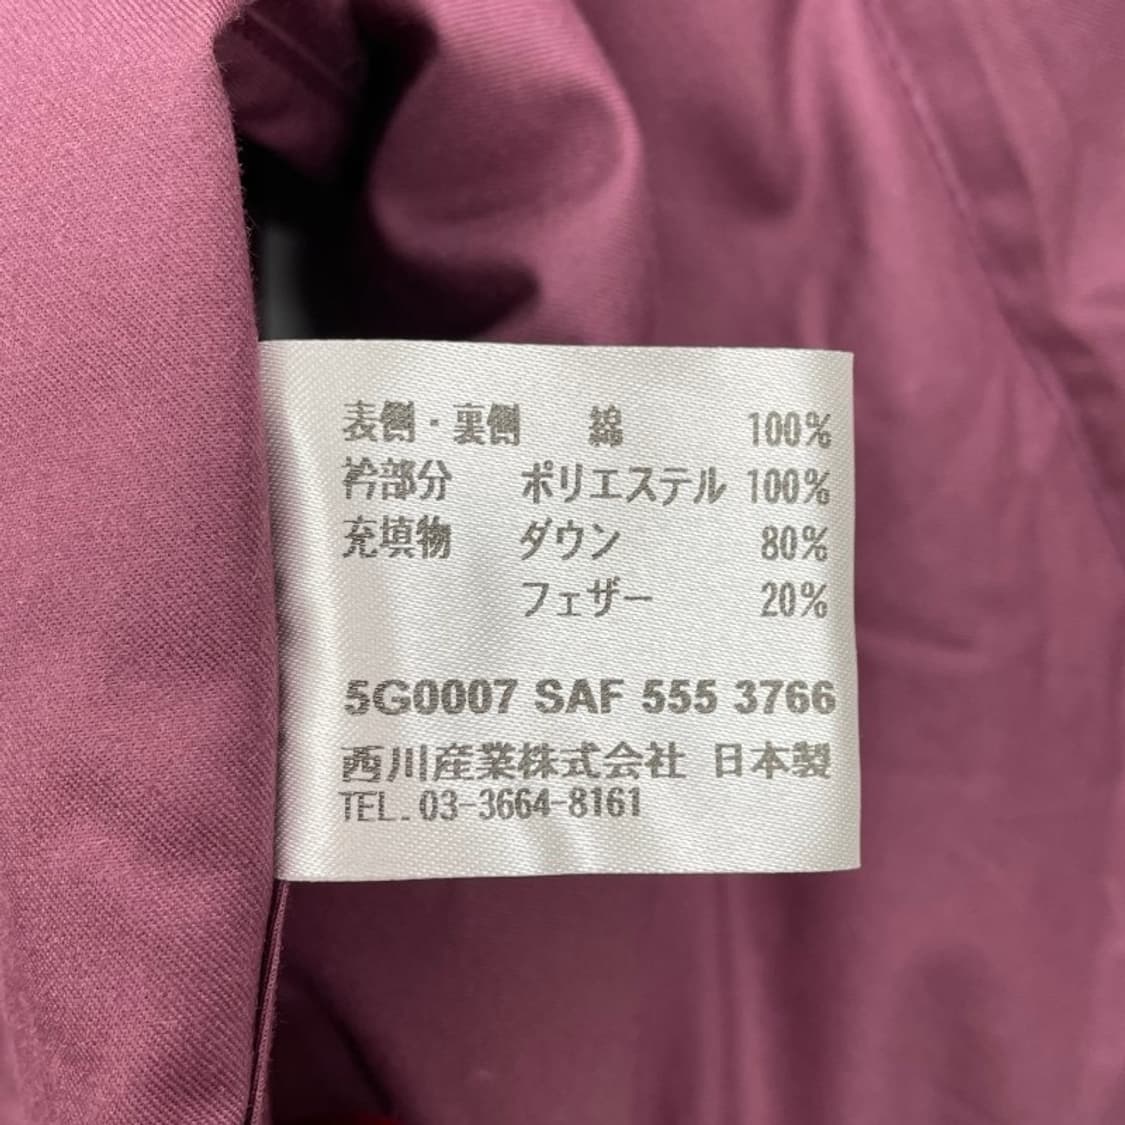 表側・裏側 綿 100%
衿部分 ポリエステル 100%
充填物 ダウン 80%
フェザー 20%
5G0007 SAF 555 3766
西川産業株式会社 日本製
TEL. 03-3664-8161